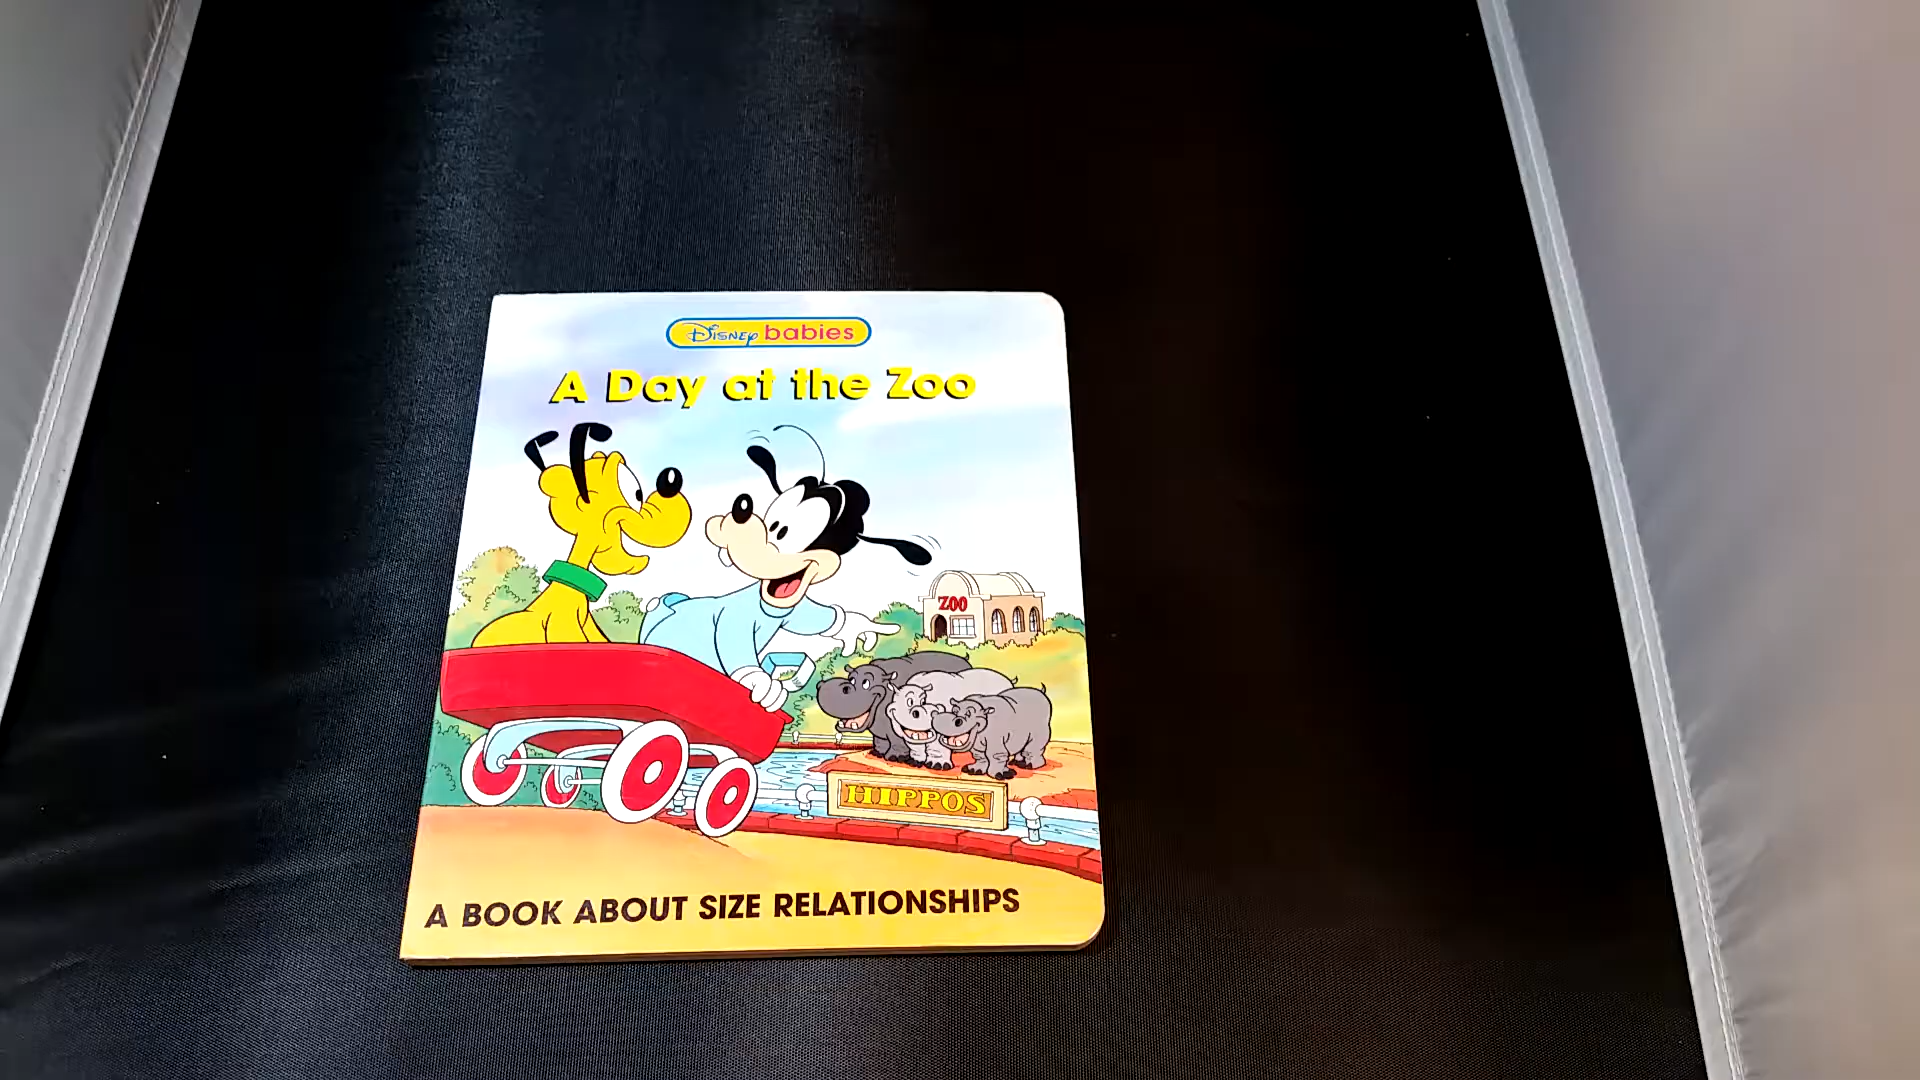 Disney babies
A Day at the Zoo
ZOO
HIPPOS
A BOOK ABOUT SIZE RELATIONSHIPS